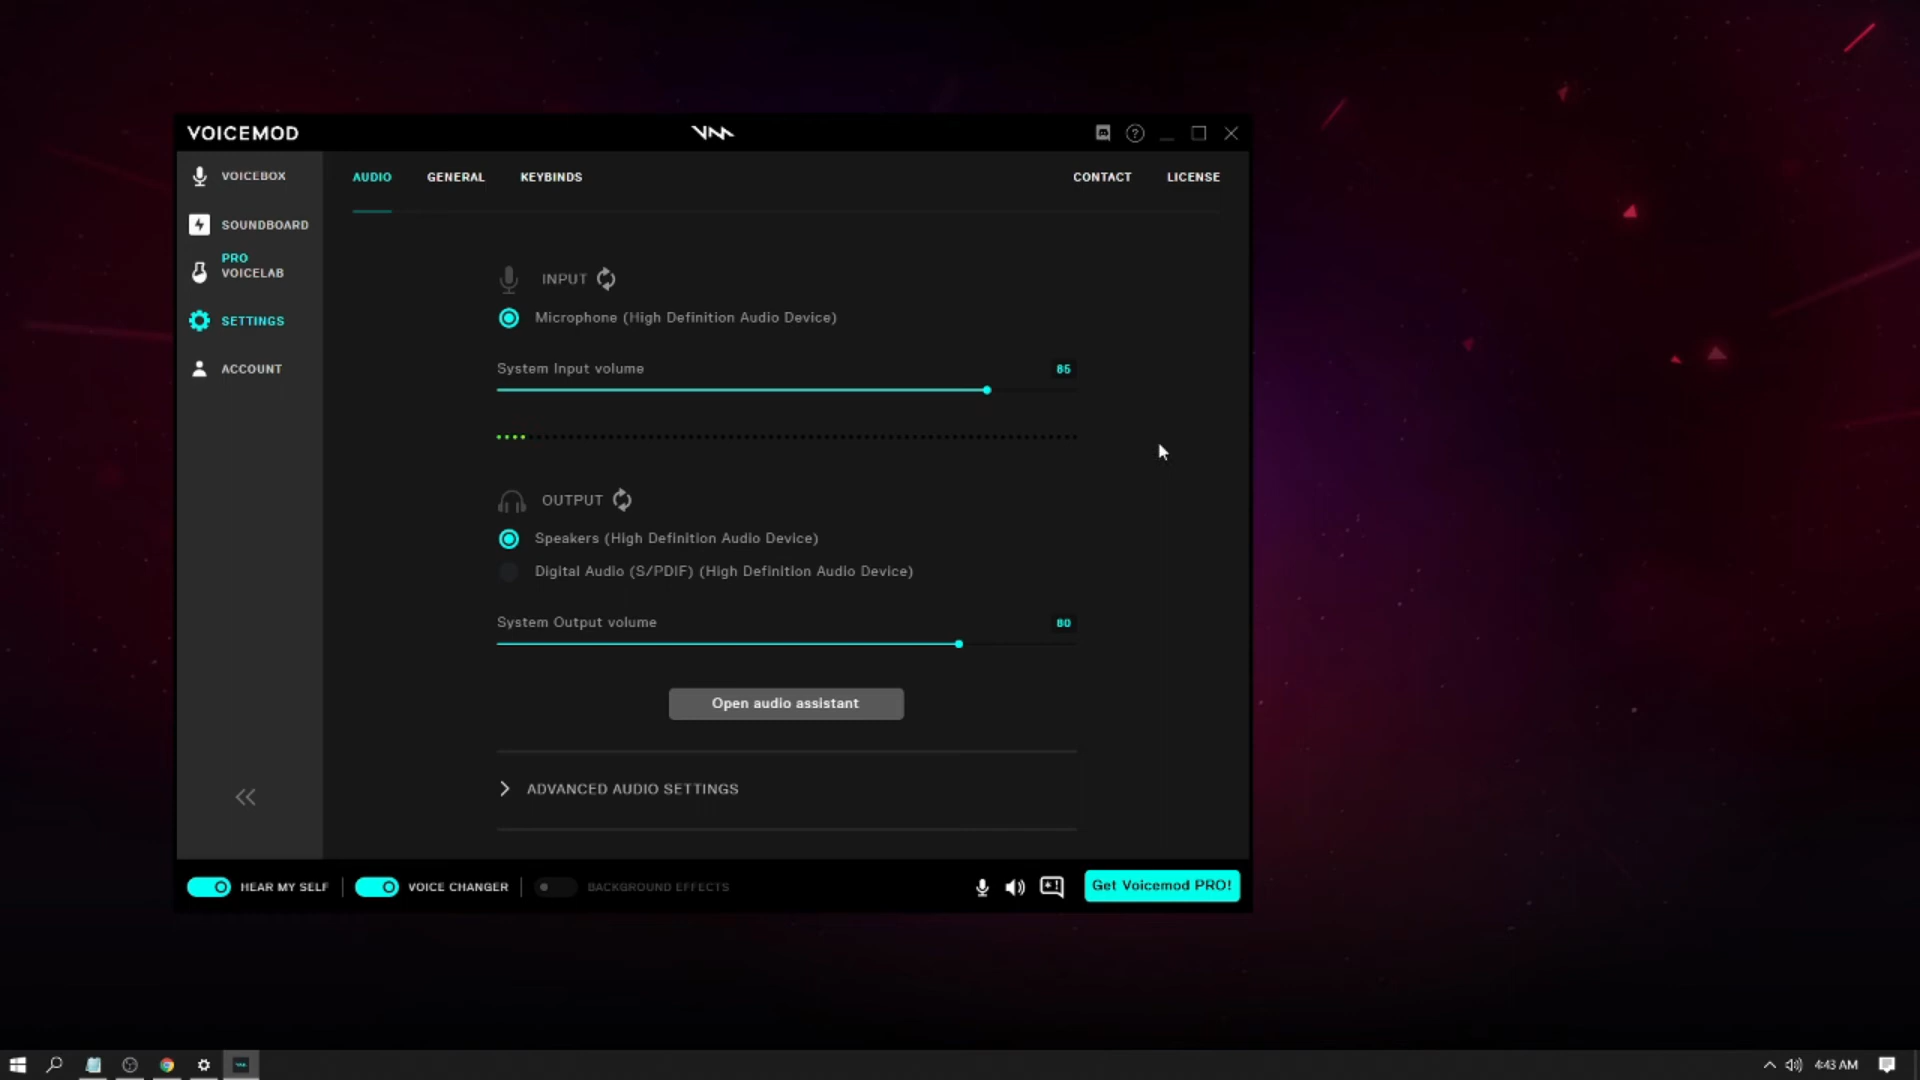 VOICEMOD
VOICEBOX
SOUNDBOARD
PRO
VOICELAB
SETTINGS
ACCOUNT
AUDIO
GENERAL
KEYBINDS
CONTACT
LICENSE
INPUT
Microphone (High Definition Audio Device)
System Input volume
85
OUTPUT
Speakers (High Definition Audio Device)
Digital Audio (S/PDIF) (High Definition Audio Device)
System Output volume
80
Open audio assistant
ADVANCED AUDIO SETTINGS
HEAR MY SELF
VOICE CHANGER
BACKGROUND EFFECTS
Get Voicemod PRO!
4:43 AM